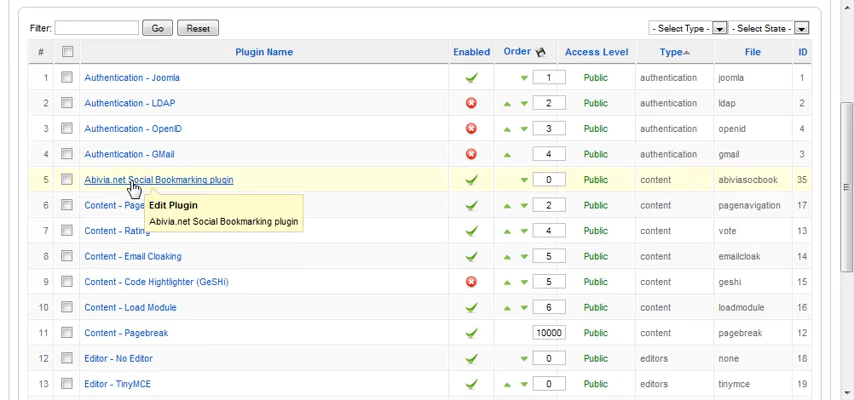 Filter: Go Reset - Select Type - - Select State -
# Plugin Name Enabled Order Access Level Type File ID
1 Authentication - Joomla 1 Public authentication joomla 1
2 Authentication - LDAP 2 Public authentication ldap 2
3 Authentication - OpenID 3 Public authentication openid 4
4 Authentication - GMail 4 Public authentication gmail 3
5 Abivia.net Social Bookmarking plugin 0 Public content abiviasocbook 35
Edit Plugin
6 Content - Page 2 Public content pagenavigation 17
Abivia.net Social Bookmarking plugin
7 Content - Rating 4 Public content vote 13
8 Content - Email Cloaking 5 Public content emailcloak 14
9 Content - Code Hightlighter (GeSHi) 5 Public content geshi 15
10 Content - Load Module 6 Public content loadmodule 16
11 Content - Pagebreak 10000 Public content pagebreak 12
12 Editor - No Editor 0 Public editors none 18
13 Editor - TinyMCE 0 Public editors tinymce 19